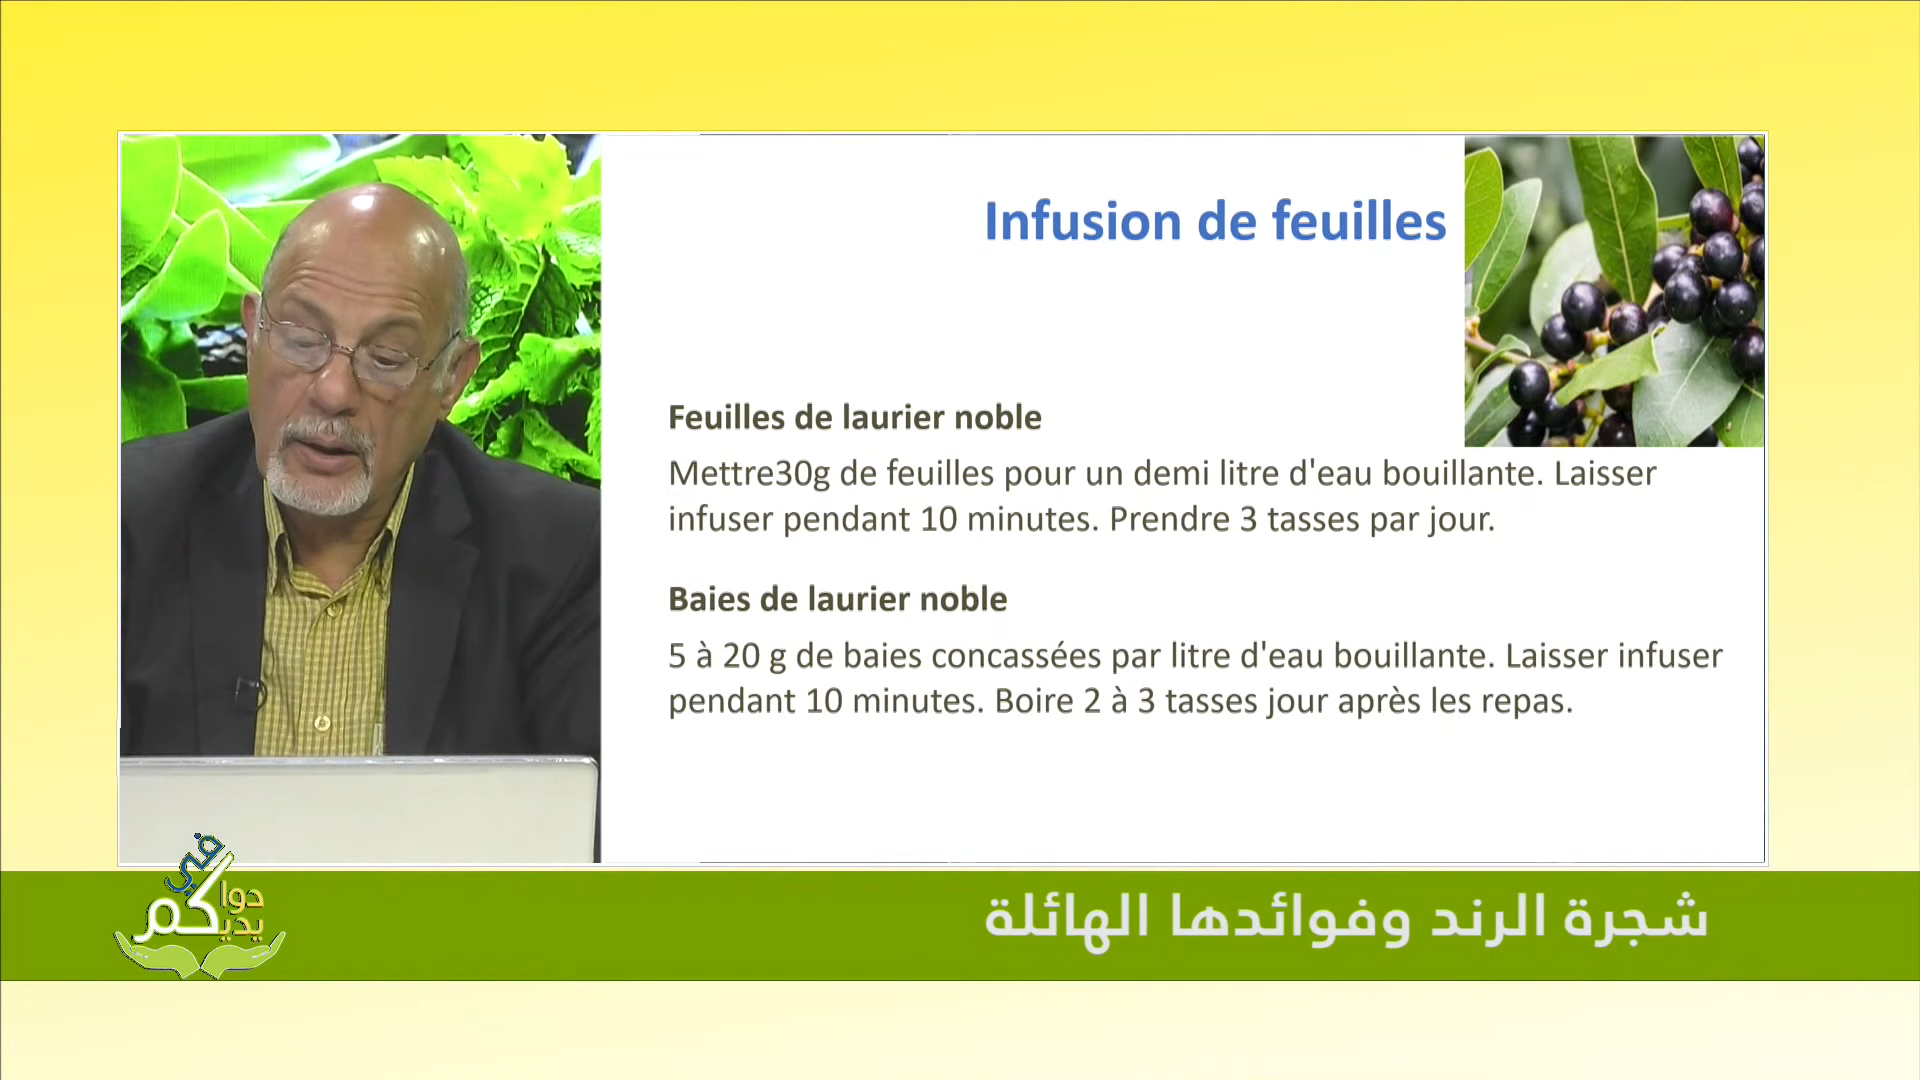 Infusion de feuilles
Feuilles de laurier noble
Mettre30g de feuilles pour un demi litre d'eau bouillante. Laisser
infuser pendant 10 minutes. Prendre 3 tasses par jour.
Baies de laurier noble
5 à 20 g de baies concassées par litre d'eau bouillante. Laisser infuser
pendant 10 minutes. Boire 2 à 3 tasses jour après les repas.
شجرة الرند وفوائدها الهائلة
دواكم
في
يديكم